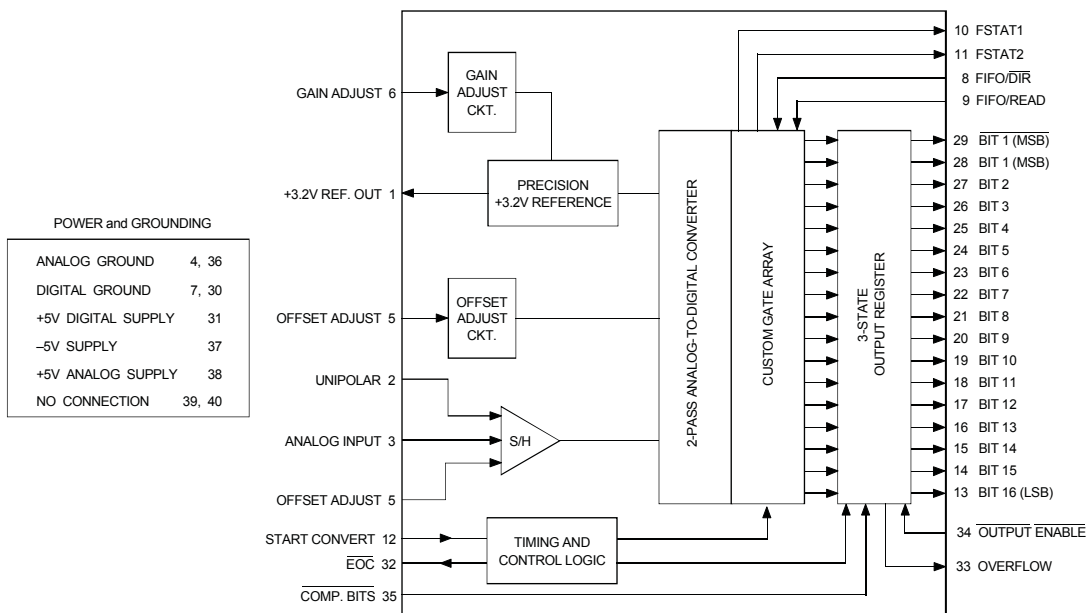 10 FSTAT1
11 FSTAT2
8 FIFO/DIR
9 FIFO/READ
GAIN ADJUST 6
GAIN
ADJUST
CKT.
+3.2V REF. OUT 1
PRECISION
+3.2V REFERENCE
POWER and GROUNDING
ANALOG GROUND 4, 36
DIGITAL GROUND 7, 30
+5V DIGITAL SUPPLY 31
–5V SUPPLY 37
+5V ANALOG SUPPLY 38
NO CONNECTION 39, 40
OFFSET ADJUST 5
OFFSET
ADJUST
CKT.
UNIPOLAR 2
ANALOG INPUT 3
S/H
OFFSET ADJUST 5
START CONVERT 12
EOC 32
COMP. BITS 35
TIMING AND
CONTROL LOGIC
2-PASS ANALOG-TO-DIGITAL CONVERTER
CUSTOM GATE ARRAY
3-STATE
OUTPUT REGISTER
29 BIT 1 (MSB)
28 BIT 1 (MSB)
27 BIT 2
26 BIT 3
25 BIT 4
24 BIT 5
23 BIT 6
22 BIT 7
21 BIT 8
20 BIT 9
19 BIT 10
18 BIT 11
17 BIT 12
16 BIT 13
15 BIT 14
14 BIT 15
13 BIT 16 (LSB)
34 OUTPUT ENABLE
33 OVERFLOW